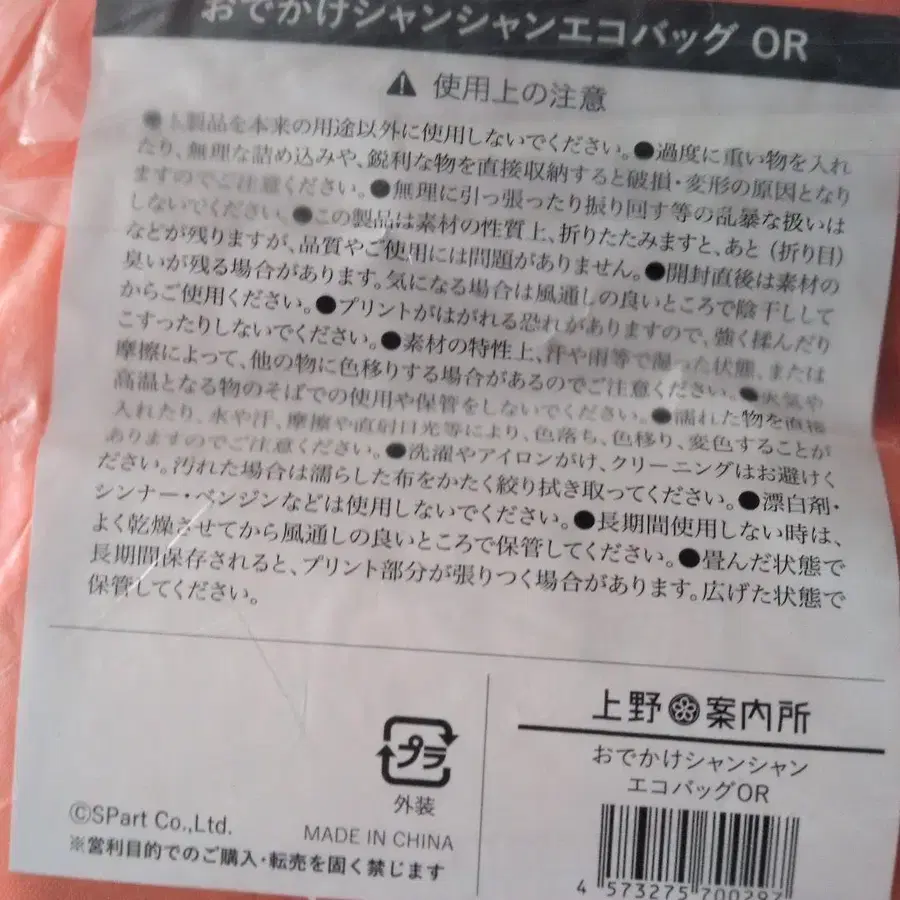 おでかけシャンシャンエコバッグ OR
使用上の注意
ト製品を本来の用途以外に使用しないでください。●過度に重い物を入れ
たり、無理な詰め込みや、鋭利な物を直接収納すると破損・変形の原因となり
ますのでご注意ください。●無理に引っ張ったり振り回す等の乱暴な扱いは
しないでください。●この製品は素材の性質上、折りたたみますと、あと（折り目）
などが残りますが、品質やご使用には問題がありません。●開封直後は素材の
臭いが残る場合があります。気になる場合は風通しの良いところで陰干しして
からご使用ください。●プリントがはがれる恐れがありますので、強く揉んだり
こすったりしないでください。●素材の特性上、汗や雨等で湿った状態、または
摩擦によって、他の物に色移りする場合があるのでご注意ください。●火気や
高温となる物のそばでの使用や保管をしないでください。●濡れた物を直接
入れたり、水や汗、摩擦や直射日光等により、色落ち、色移り、変色することが
ありますのでご注意ください。●洗濯やアイロンがけ、クリーニングはお避けく
ださい。汚れた場合は濡らした布をかたく絞り拭き取ってください。●漂白剤・
シンナー・ベンジンなどは使用しないでください。●長期間使用しない時は、
よく乾燥させてから風通しの良いところで保管してください。●畳んだ状態で
長期間保存されると、プリント部分が張りつく場合があります。広げた状態で
保管してください。
上野案内所
おでかけシャンシャン
エコバッグOR
プラ
外装
©SPart Co.,Ltd.
MADE IN CHINA
※営利目的でのご購入・転売を固く禁じます
4 573275 700297